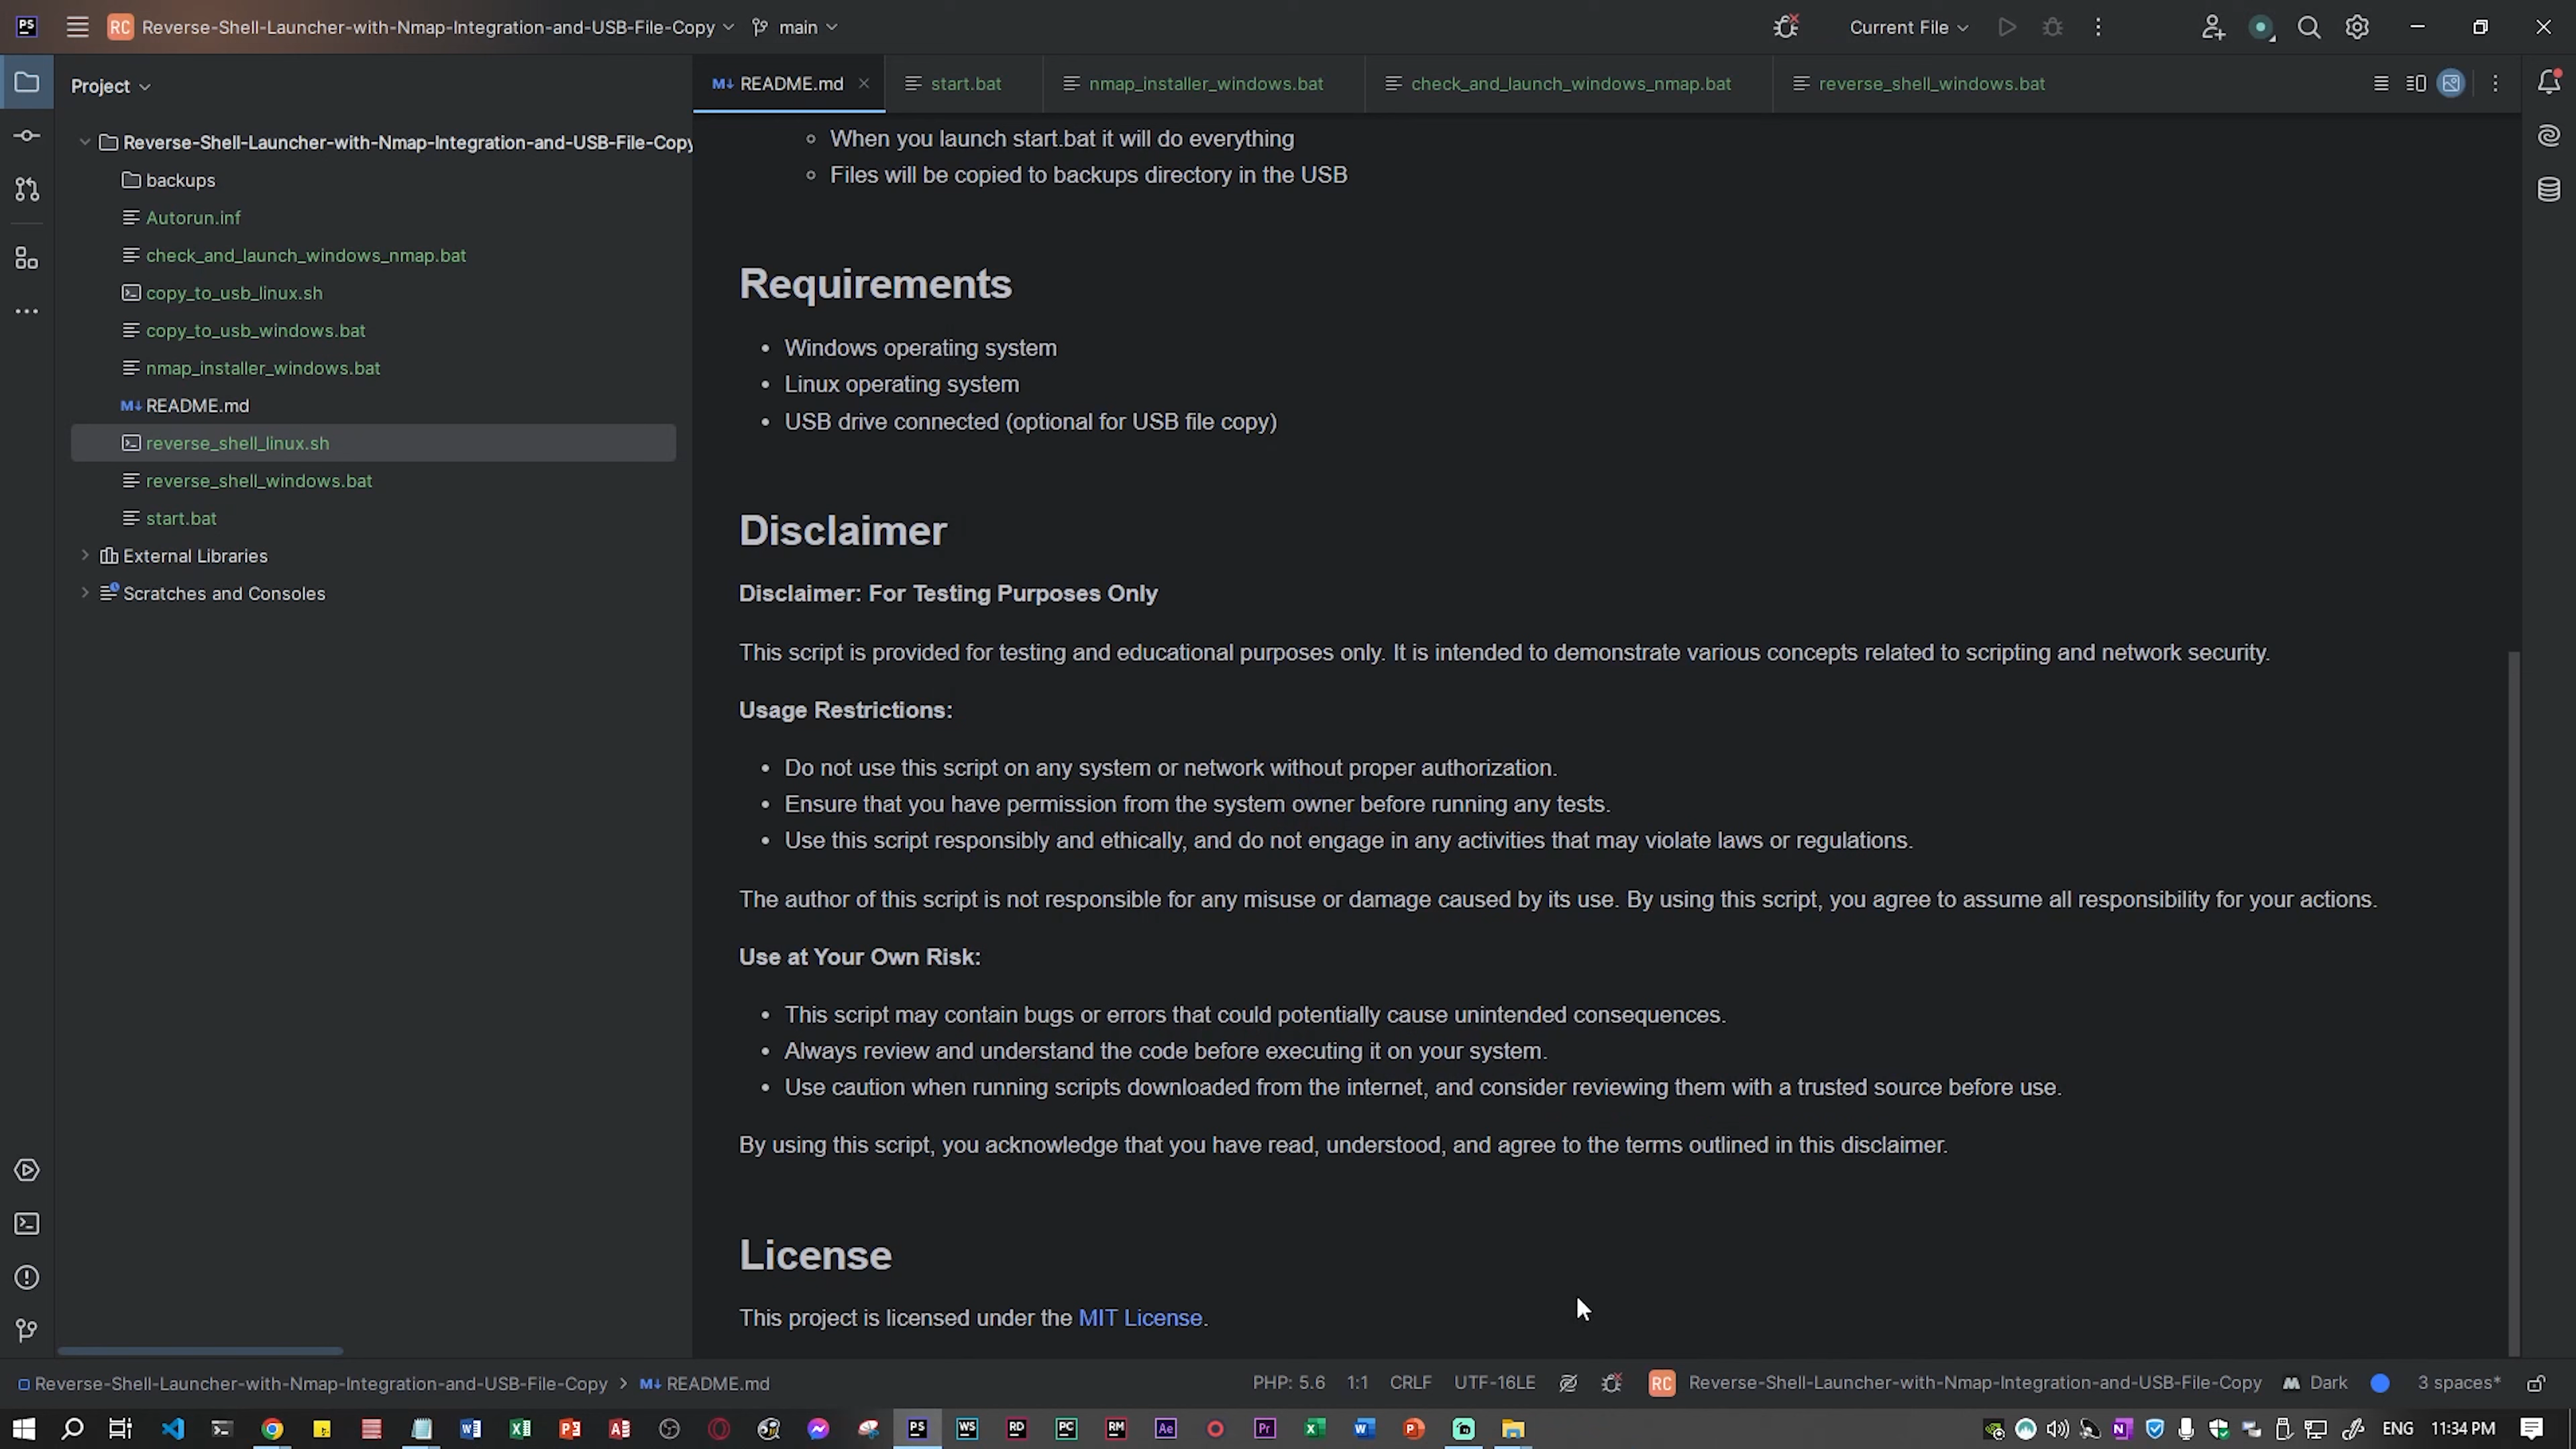 PS
RC Reverse-Shell-Launcher-with-Nmap-Integration-and-USB-File-Copy main
Current File
Project
README.md start.bat nmap_installer_windows.bat check_and_launch_windows_nmap.bat reverse_shell_windows.bat
Reverse-Shell-Launcher-with-Nmap-Integration-and-USB-File-Copy
backups
Autorun.inf
check_and_launch_windows_nmap.bat
copy_to_usb_linux.sh
copy_to_usb_windows.bat
nmap_installer_windows.bat
README.md
reverse_shell_linux.sh
reverse_shell_windows.bat
start.bat
External Libraries
Scratches and Consoles
When you launch start.bat it will do everything
Files will be copied to backups directory in the USB
Requirements
Windows operating system
Linux operating system
USB drive connected (optional for USB file copy)
Disclaimer
Disclaimer: For Testing Purposes Only
This script is provided for testing and educational purposes only. It is intended to demonstrate various concepts related to scripting and network security.
Usage Restrictions:
Do not use this script on any system or network without proper authorization.
Ensure that you have permission from the system owner before running any tests.
Use this script responsibly and ethically, and do not engage in any activities that may violate laws or regulations.
The author of this script is not responsible for any misuse or damage caused by its use. By using this script, you agree to assume all responsibility for your actions.
Use at Your Own Risk:
This script may contain bugs or errors that could potentially cause unintended consequences.
Always review and understand the code before executing it on your system.
Use caution when running scripts downloaded from the internet, and consider reviewing them with a trusted source before use.
By using this script, you acknowledge that you have read, understood, and agree to the terms outlined in this disclaimer.
License
This project is licensed under the MIT License.
Reverse-Shell-Launcher-with-Nmap-Integration-and-USB-File-Copy > M↓ README.md
PHP: 5.6 1:1 CRLF UTF-16LE RC Reverse-Shell-Launcher-with-Nmap-Integration-and-USB-File-Copy Dark 3 spaces*
PS WS RD PC RM Ae Pr
ENG 11:34 PM